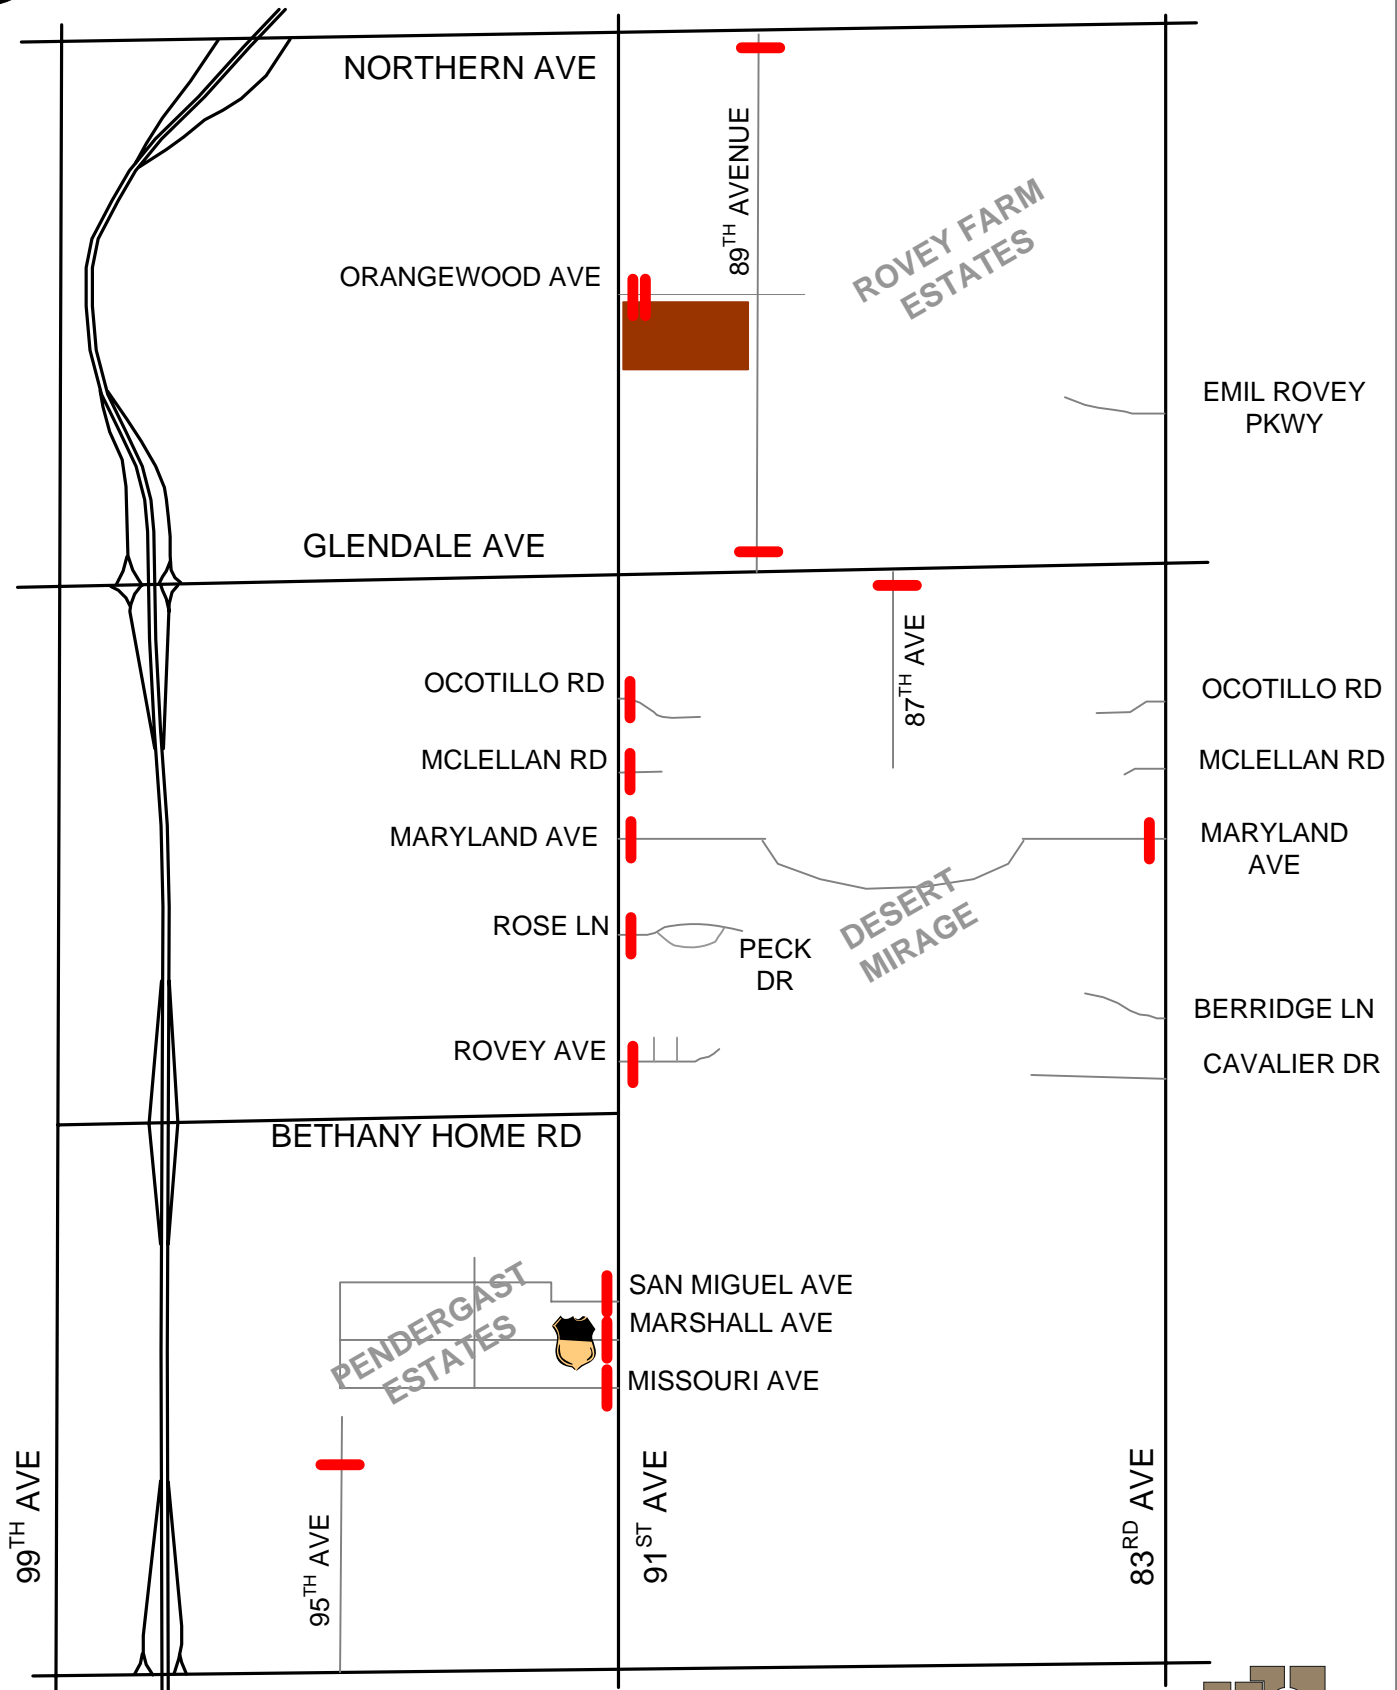 NORTHERN AVE
89TH AVENUE
ROVEY FARM
ESTATES
ORANGEWOOD AVE
EMIL ROVEY
PKWY
GLENDALE AVE
87TH AVE
OCOTILLO RD
OCOTILLO RD
MCLELLAN RD
MCLELLAN RD
MARYLAND AVE
MARYLAND
AVE
ROSE LN
PECK
DR
DESERT
MIRAGE
BERRIDGE LN
ROVEY AVE
CAVALIER DR
BETHANY HOME RD
SAN MIGUEL AVE
MARSHALL AVE
MISSOURI AVE
PENDERGAST
ESTATES
99TH AVE
95TH AVE
91ST AVE
83RD AVE